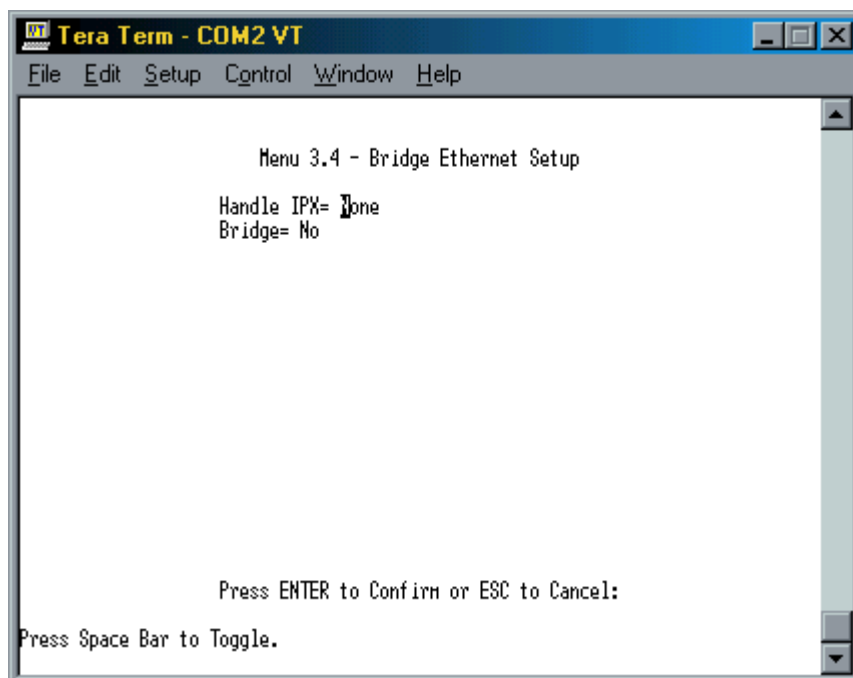 Tera Term - COM2 VT
File Edit Setup Control Window Help
Menu 3.4 - Bridge Ethernet Setup
Handle IPX= None
Bridge= No
Press ENTER to Confirm or ESC to Cancel:
Press Space Bar to Toggle.